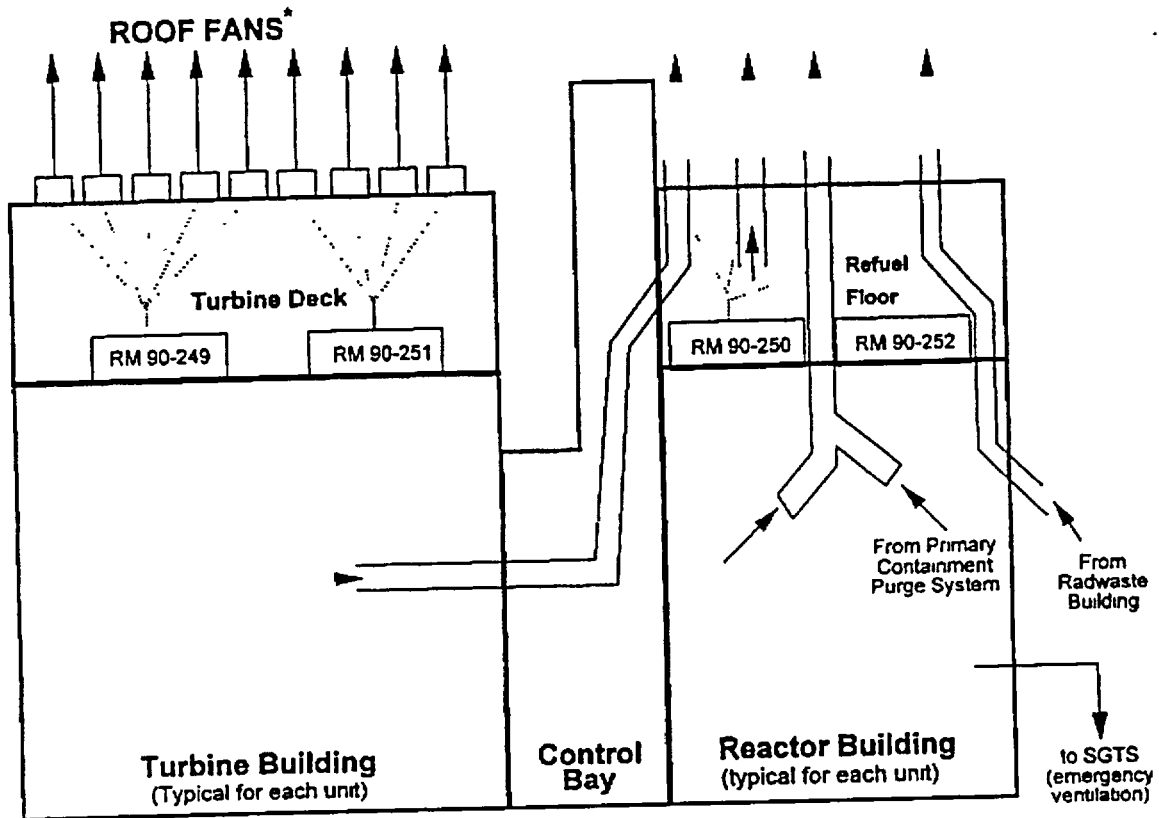 ROOF FANS*
Turbine Deck
RM 90-249
RM 90-251
Refuel
Floor
RM 90-250
RM 90-252
From Primary
Containment
Purge System
From
Radwaste
Building
Turbine Building
(Typical for each unit)
Control
Bay
Reactor Building
(typical for each unit)
to SGTS
(emergency
ventilation)